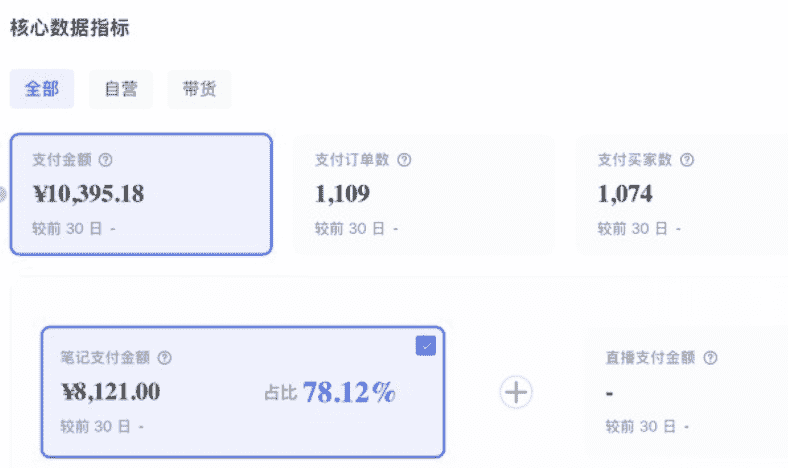 核心数据指标
全部 自营 带货
支付金额 ? 支付订单数 ? 支付买家数 ?
¥10,395.18 1,109 1,074
较前 30 日 - 较前 30 日 - 较前 30 日 -
笔记支付金额 ? 直播支付金额 ?
¥8,121.00 占比 78.12% -
较前 30 日 - 较前 30 日 -